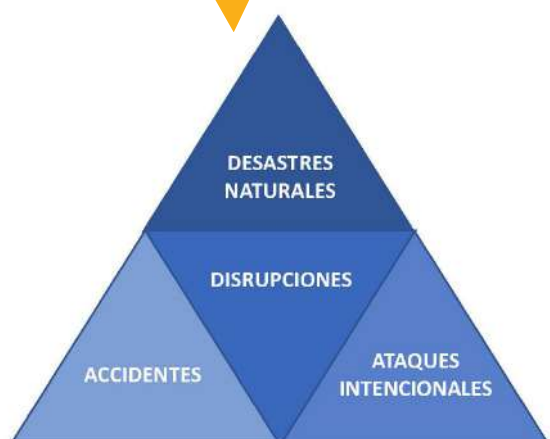 DESASTRES
NATURALES
DISRUPCIONES
ACCIDENTES
ATAQUES
INTENCIONALES